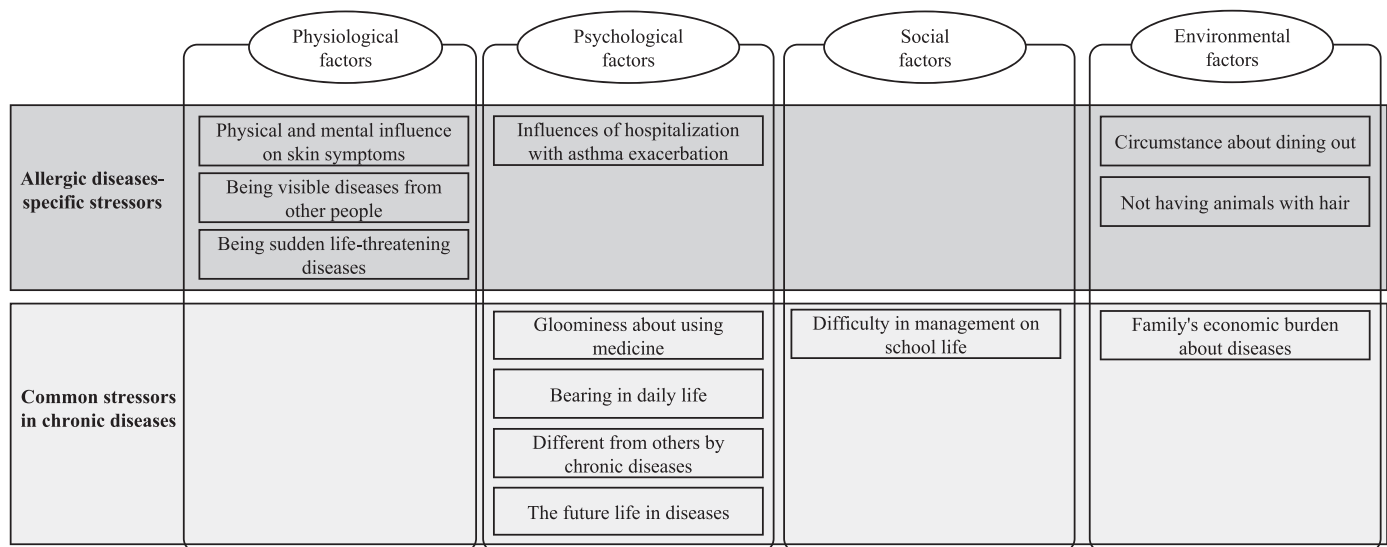 Physiological
factors
Psychological
factors
Social
factors
Environmental
factors
Allergic diseases-
specific stressors
Physical and mental influence
on skin symptoms
Being visible diseases from
other people
Being sudden life-threatening
diseases
Influences of hospitalization
with asthma exacerbation
Circumstance about dining out
Not having animals with hair
Common stressors
in chronic diseases
Gloominess about using
medicine
Bearing in daily life
Different from others by
chronic diseases
The future life in diseases
Difficulty in management on
school life
Family's economic burden
about diseases